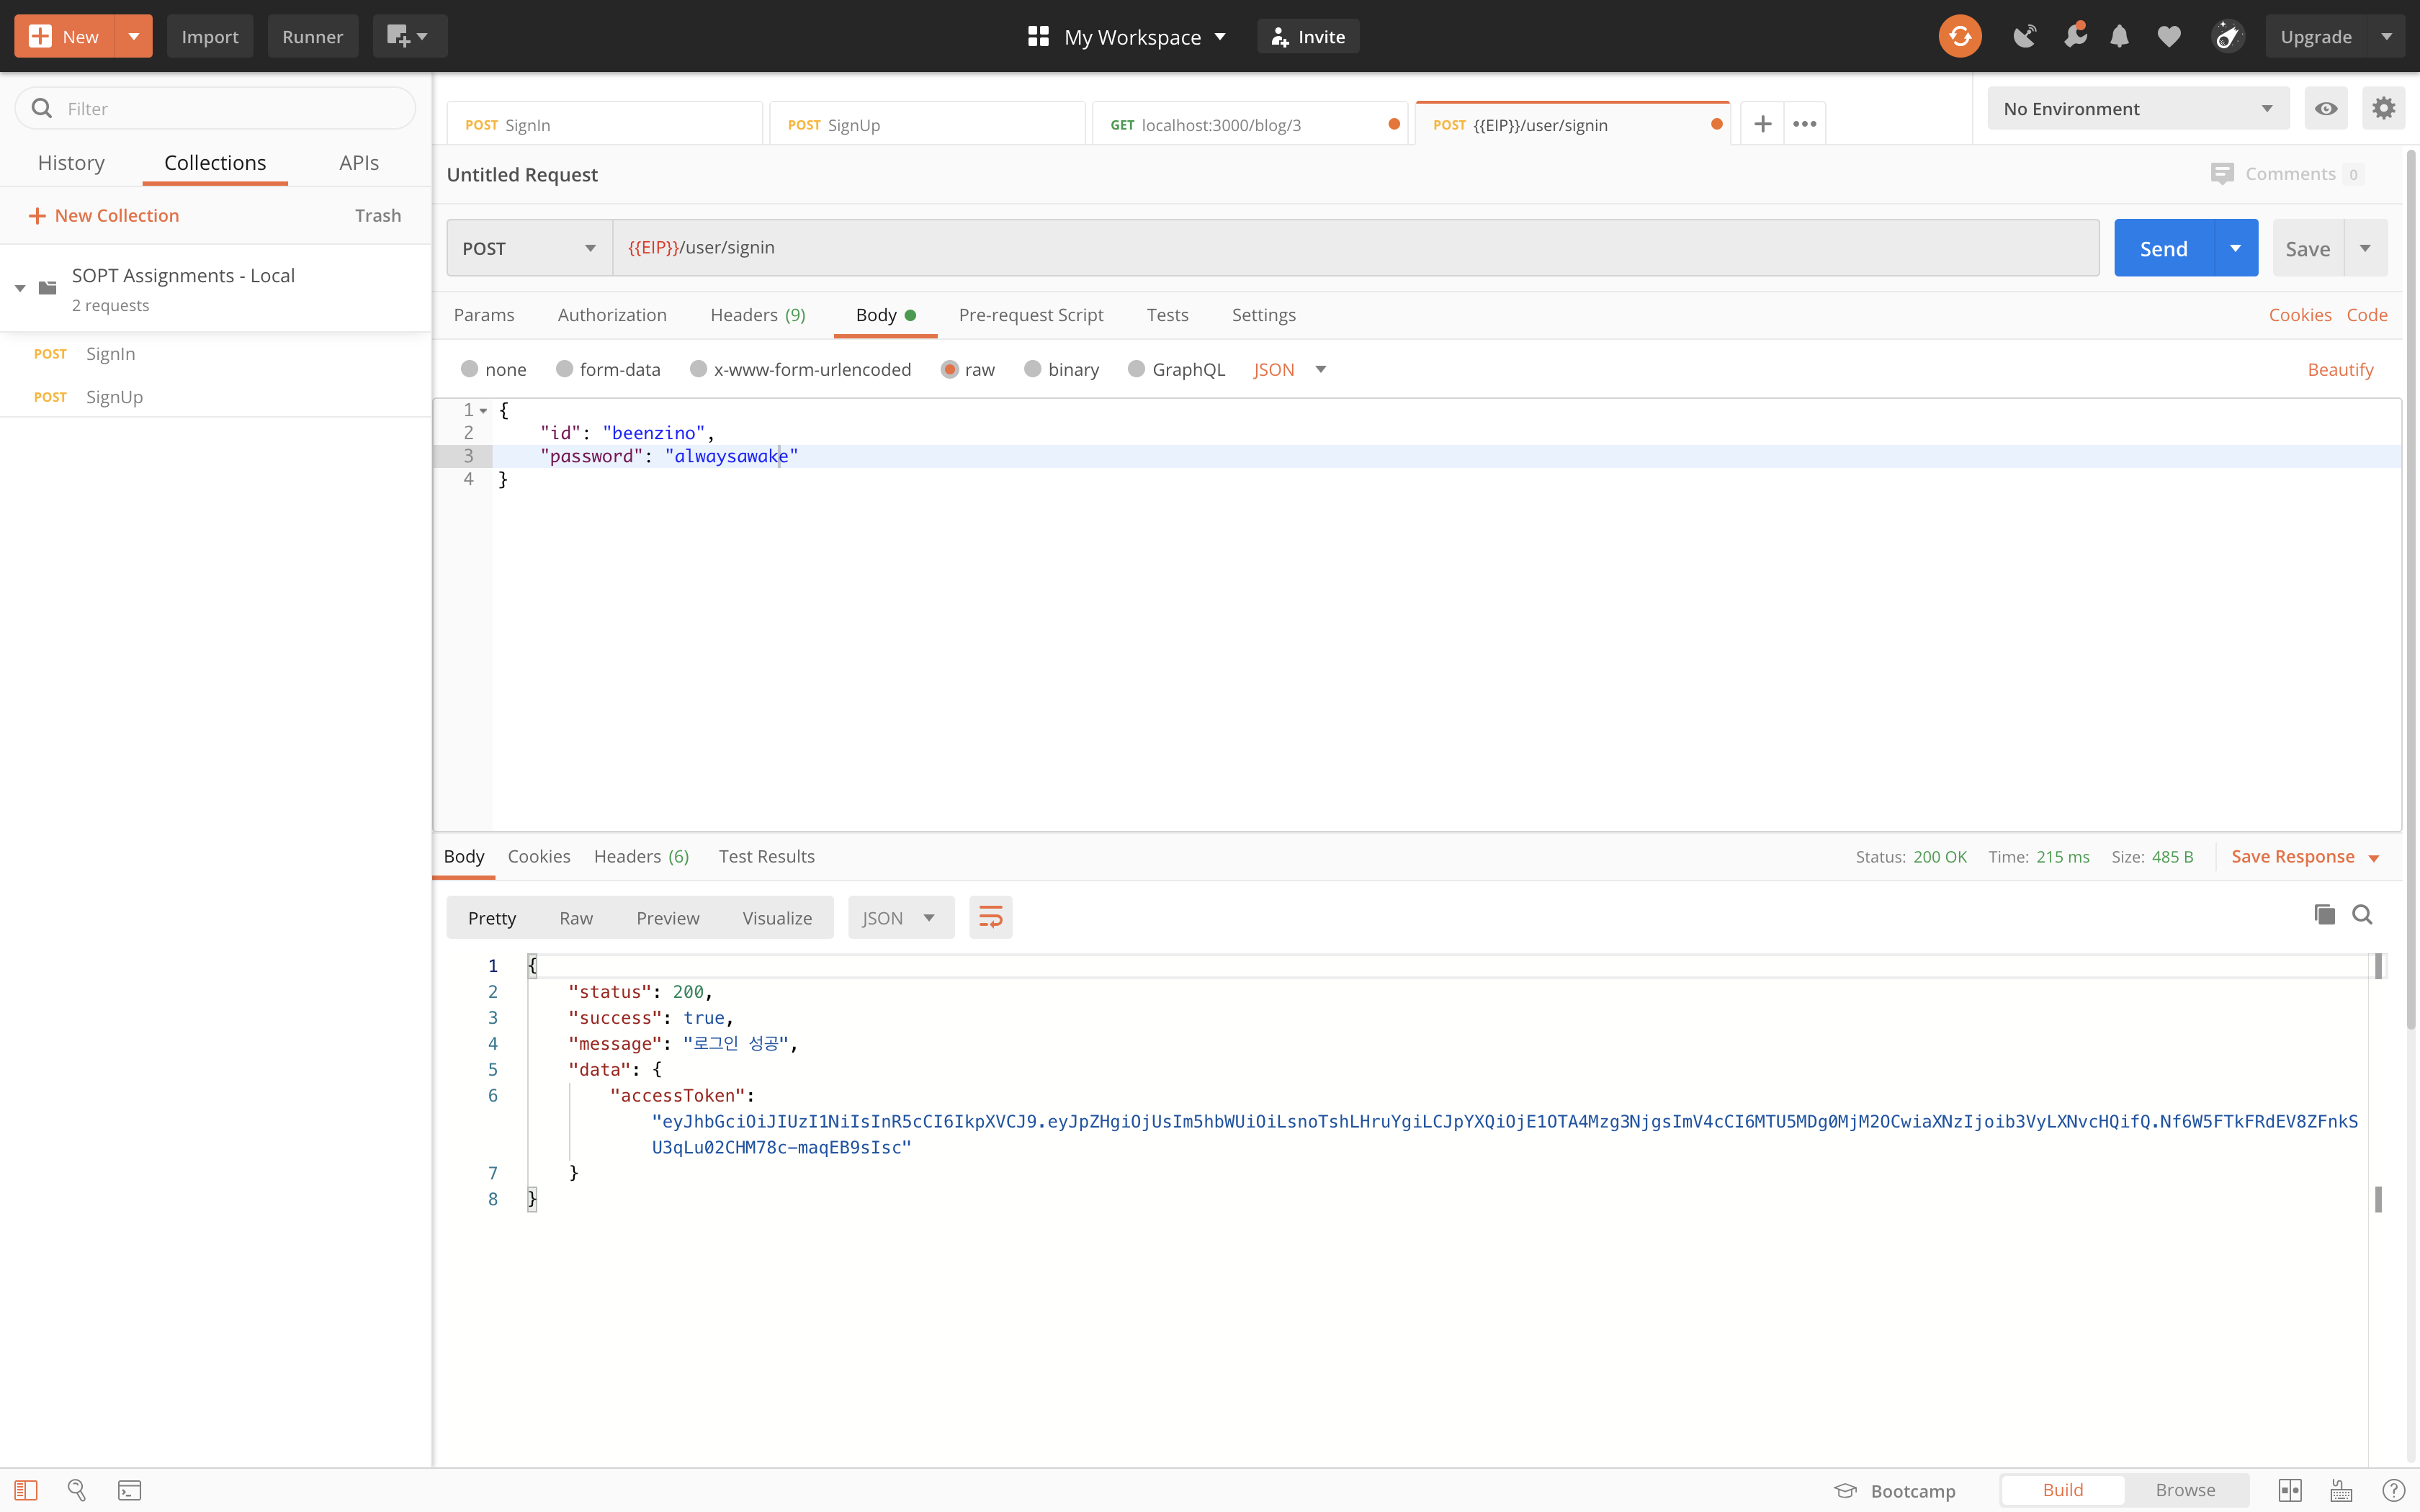 New
Import
Runner
My Workspace
Invite
Upgrade
Filter
History
Collections
APIs
New Collection
Trash
SOPT Assignments - Local
2 requests
POST SignIn
POST SignUp
POST SignIn
POST SignUp
GET localhost:3000/blog/3
POST {{EIP}}/user/signin
No Environment
Untitled Request
Comments 0
POST
{{EIP}}/user/signin
Send
Save
Params
Authorization
Headers (9)
Body
Pre-request Script
Tests
Settings
Cookies
Code
none
form-data
x-www-form-urlencoded
raw
binary
GraphQL
JSON
Beautify
1 {
2 "id": "beenzino",
3 "password": "alwaysawake"
4 }
Body
Cookies
Headers (6)
Test Results
Status: 200 OK
Time: 215 ms
Size: 485 B
Save Response
Pretty
Raw
Preview
Visualize
JSON
1 {
2 "status": 200,
3 "success": true,
4 "message": "로그인 성공",
5 "data": {
6 "accessToken":
"eyJhbGciOiJIUzI1NiIsInR5cCI6IkpXVCJ9.eyJpZHgiOjUsIm5hbWUiOiLsnoTshLHruYgiLCJpYXQiOjE1OTA4Mzg3NjgsImV4cCI6MTU5MDg0MjM2OCwiaXNzIjoib3VyLXNvcHQifQ.Nf6W5FTkFRdEV8ZFnkS
U3qLu02CHM78c-maqEB9sIsc"
7 }
8 }
Bootcamp
Build
Browse